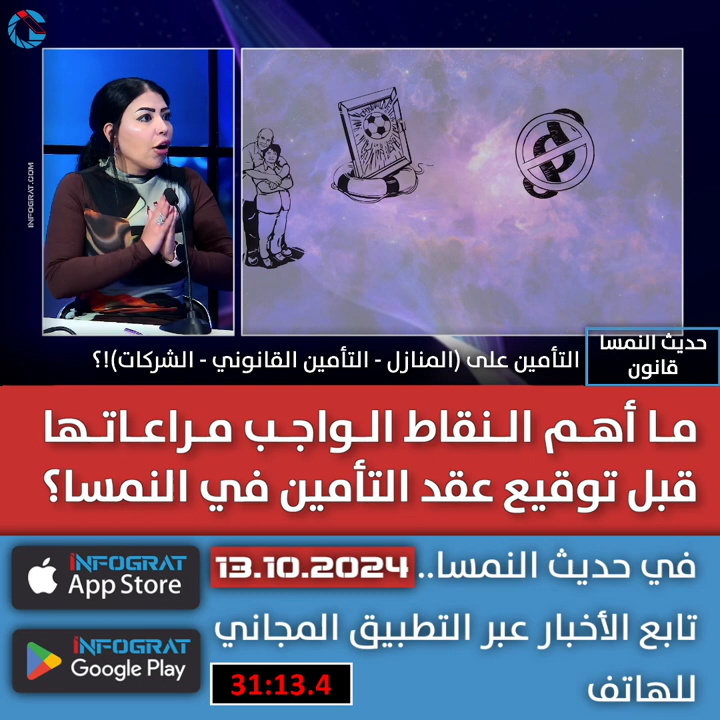 INFOGRAT.COM
حديث النمسا
قانون
التأمين على (المنازل - التأمين القانوني - الشركات)!؟
ما أهم النقاط الواجب مراعاتها
قبل توقيع عقد التأمين في النمسا؟
في حديث النمسا.. 13.10.2024
تابع الأخبار عبر التطبيق المجاني
للهاتف
INFOGRAT
App Store
INFOGRAT
Google Play
31:13.4